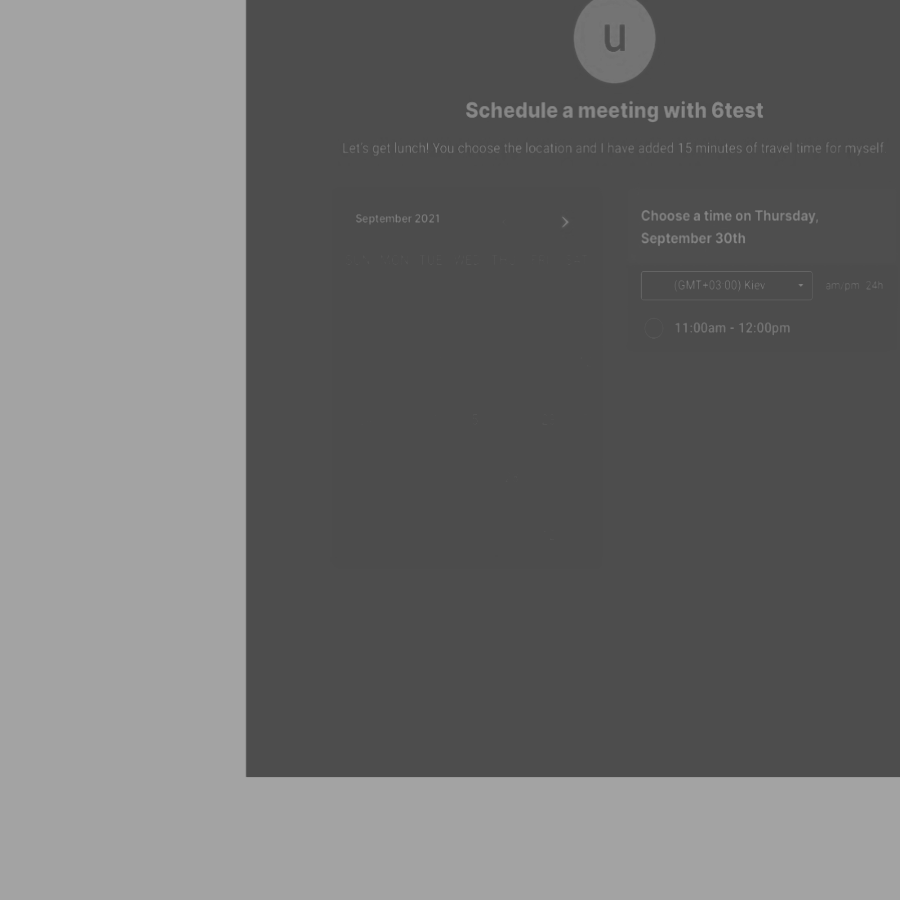 u
Schedule a meeting with 6test
Let's get lunch! You choose the location and I have added 15 minutes of travel time for myself.
September 2021
Choose a time on Thursday,
September 30th
(GMT+03:00) Kiev
am/pm 24h
11:00am - 12:00pm